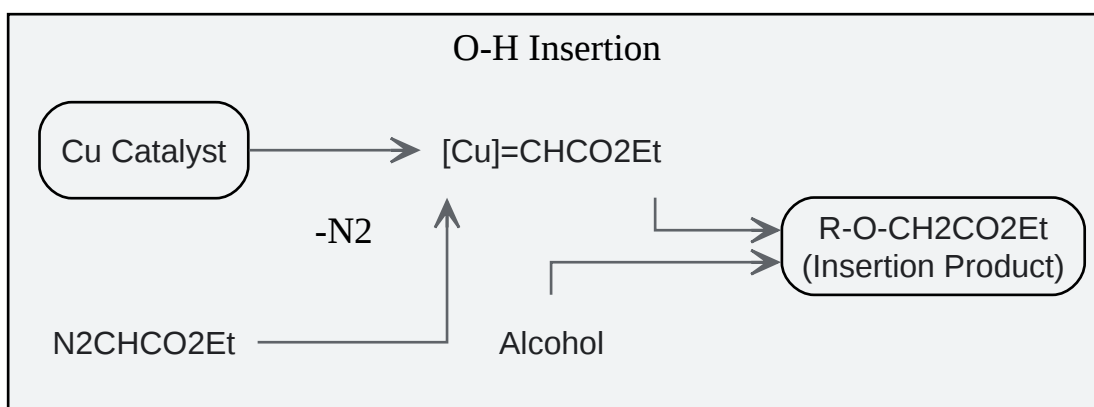 O-H Insertion
Cu Catalyst
[Cu]=CHCO2Et
-N2
R-O-CH2CO2Et
(Insertion Product)
N2CHCO2Et
Alcohol